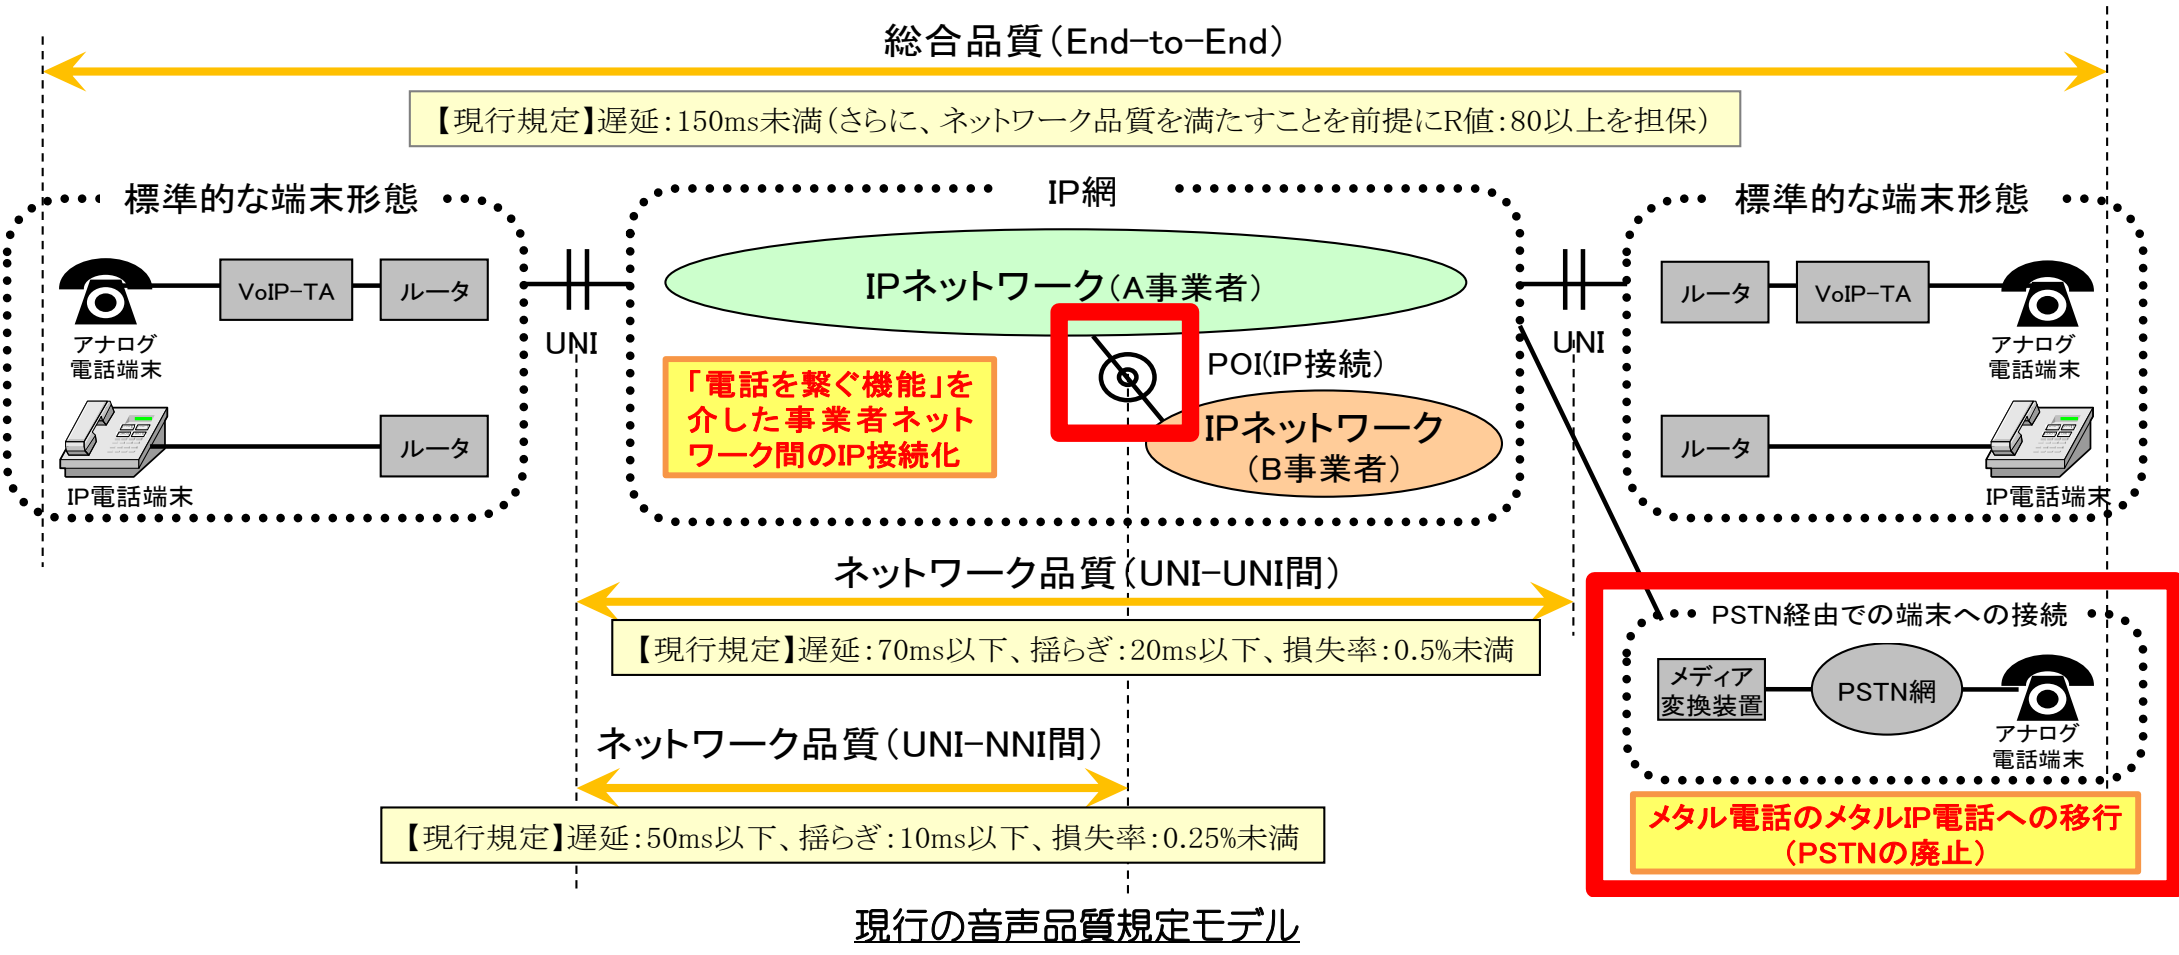 総合品質（End-to-End）
【現行規定】遅延：150ms未満（さらに、ネットワーク品質を満たすことを前提にR値：80以上を担保）
標準的な端末形態
VoIP-TA
ルータ
アナログ
電話端末
ルータ
IP電話端末
UNI
IP網
IPネットワーク（A事業者）
「電話を繋ぐ機能」を
介した事業者ネット
ワーク間のIP接続化
POI(IP接続）
IPネットワーク
（B事業者）
UNI
標準的な端末形態
ルータ
VoIP-TA
アナログ
電話端末
ルータ
IP電話端末
ネットワーク品質（UNI-UNI間）
【現行規定】遅延：70ms以下、揺らぎ：20ms以下、損失率：0.5%未満
PSTN経由での端末への接続
メディア
変換装置
PSTN網
アナログ
電話端末
メタル電話のメタルIP電話への移行
（PSTNの廃止）
ネットワーク品質（UNI-NNI間）
【現行規定】遅延：50ms以下、揺らぎ：10ms以下、損失率：0.25%未満
現行の音声品質規定モデル